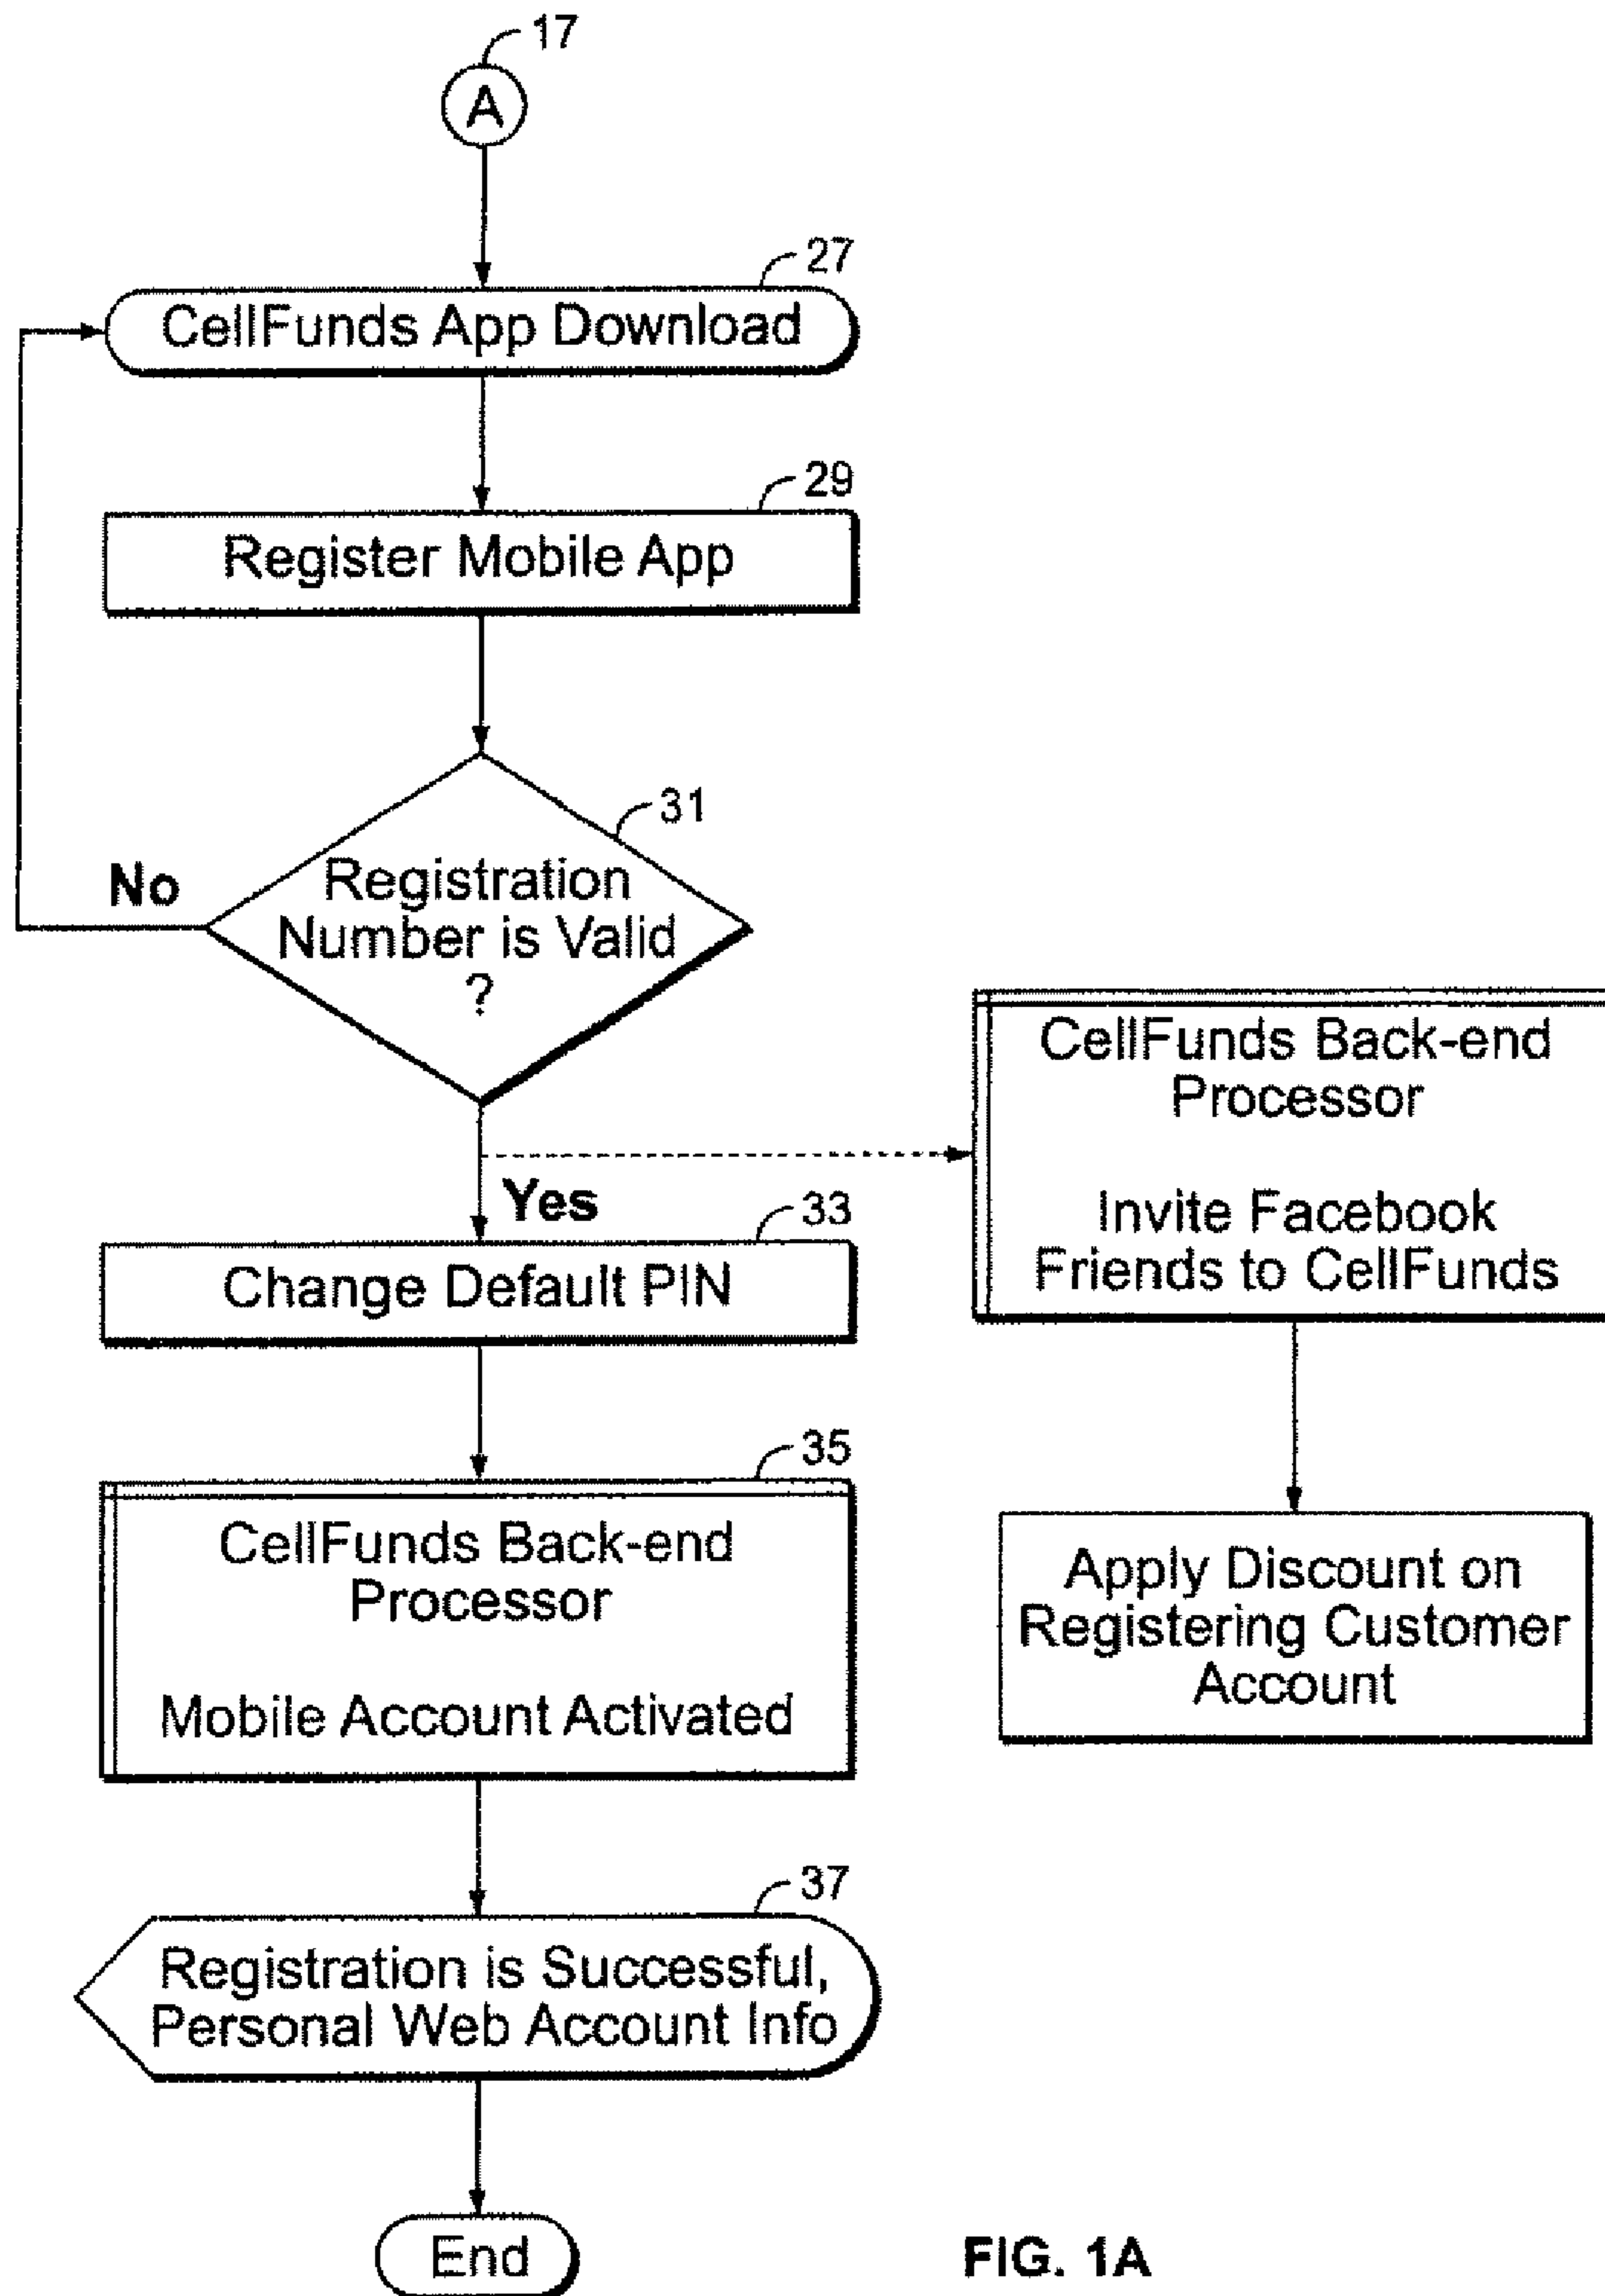 17
A
27
CellFunds App Download
29
Register Mobile App
31
Registration
Number is Valid
?
No
Yes
CellFunds Back-end
Processor
Invite Facebook
Friends to CellFunds
33
Change Default PIN
35
CellFunds Back-end
Processor
Mobile Account Activated
Apply Discount on
Registering Customer
Account
37
Registration is Successful,
Personal Web Account Info
End
FIG. 1A